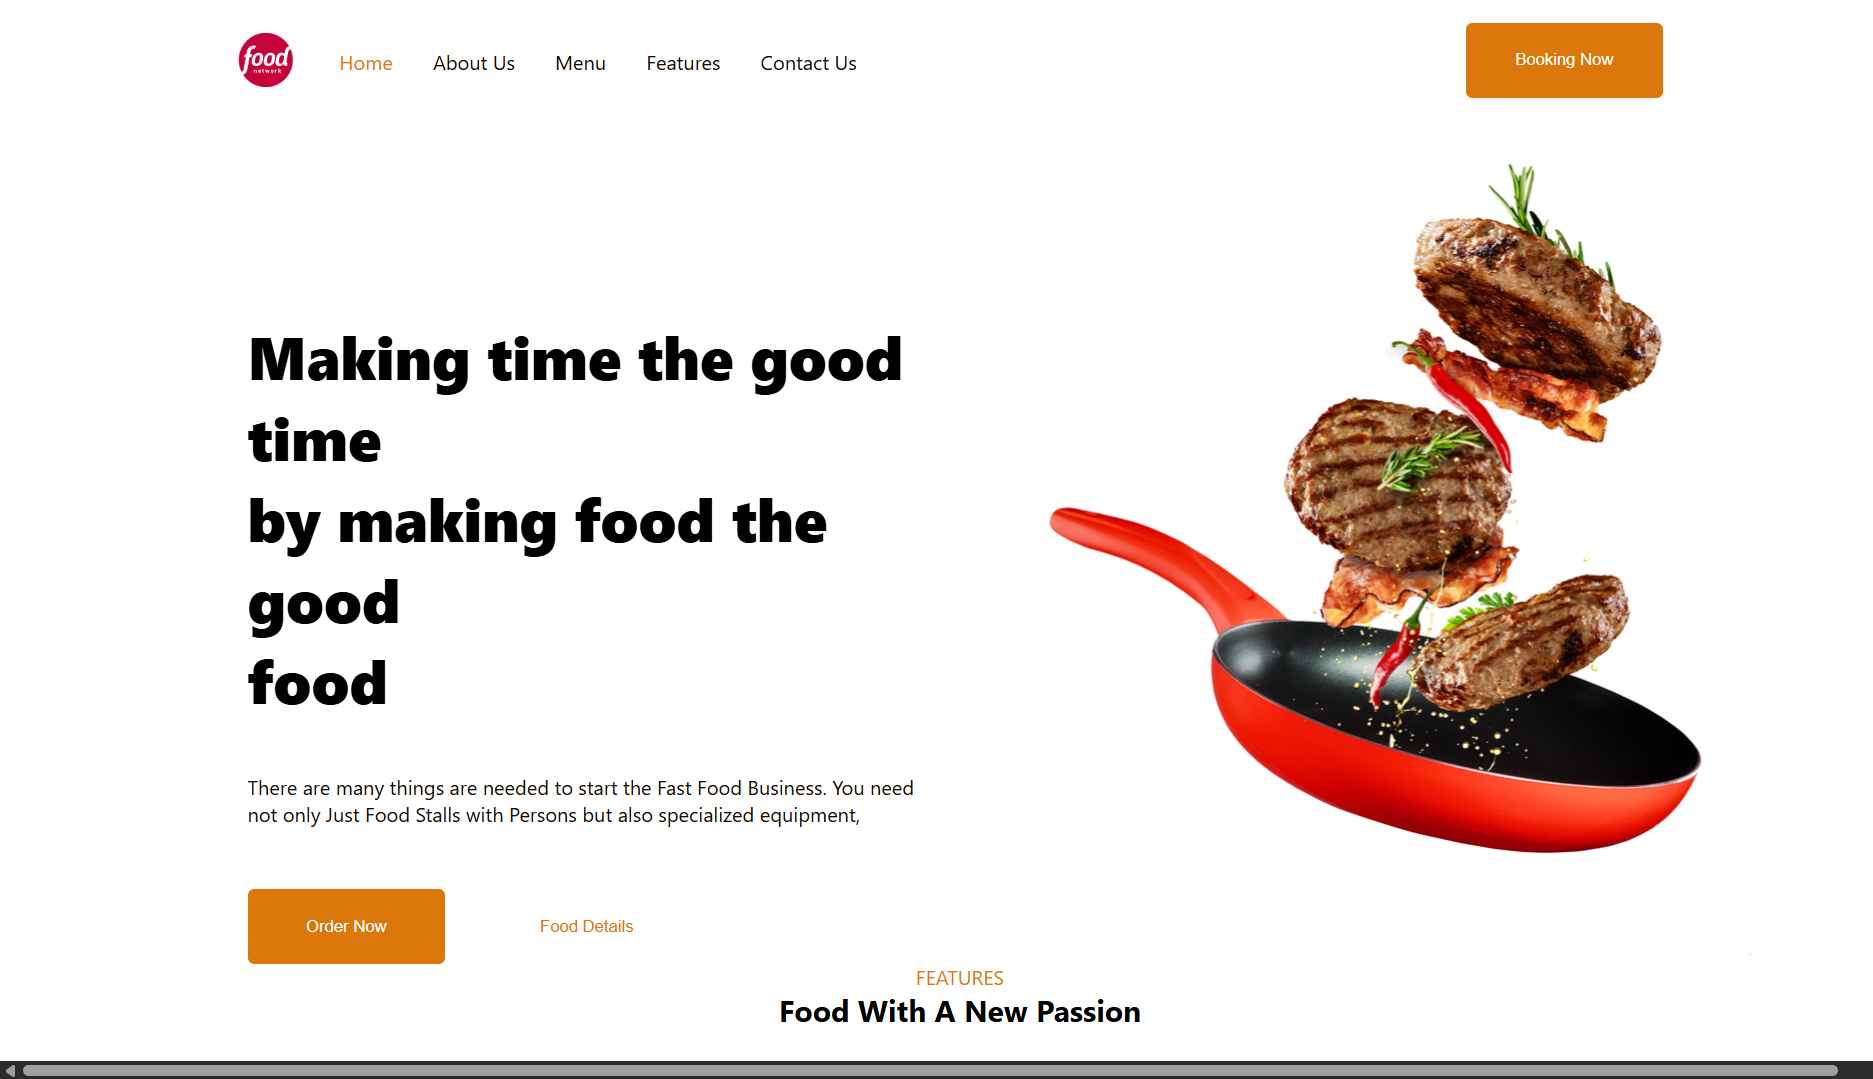 food
network
Home About Us Menu Features Contact Us
Booking Now
Making time the good
time
by making food the
good
food
There are many things are needed to start the Fast Food Business. You need
not only Just Food Stalls with Persons but also specialized equipment,
Order Now
Food Details
FEATURES
Food With A New Passion